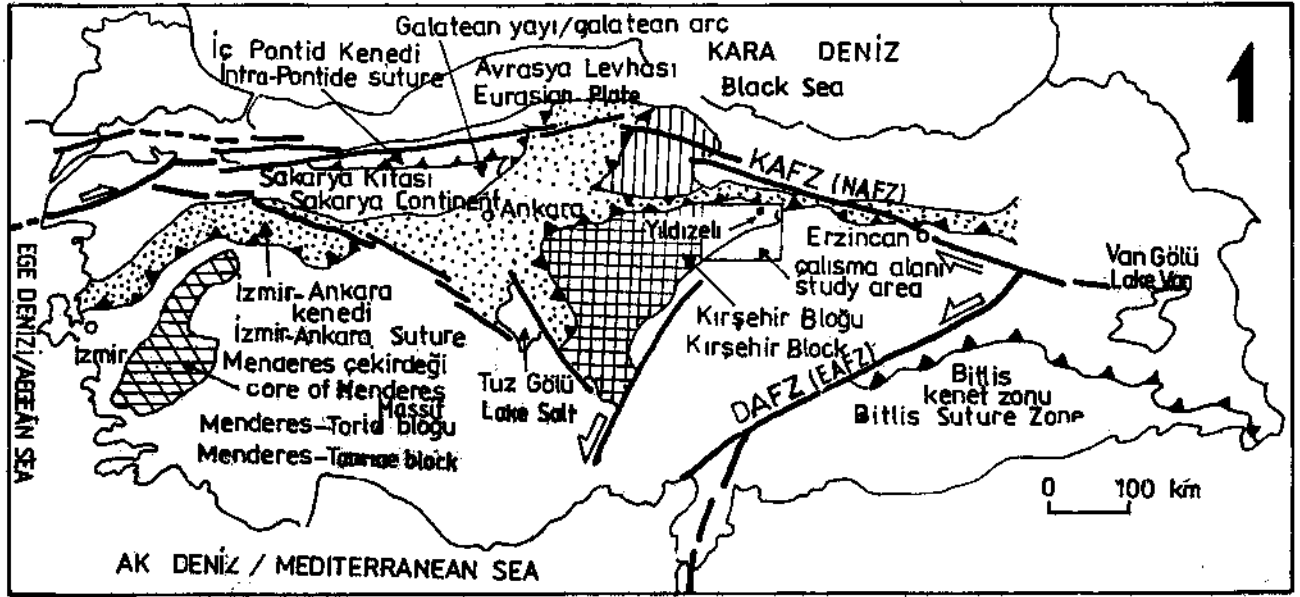 Galatean yayı/galatean arc
İç Pontid Kenedi
İntra-Pontide suture
Avrasya Levhası
Eurasian Plate
KARA DENİZ
Black Sea
Sakarya Kıtası
Sakarya Continent
Ankara
KAFZ (NAFZ)
Yıldızeli
Erzincan
çalışma alanı
study area
Van Gölü
Lake Van
EGE DENİZİ/AEGEAN SEA
İzmir
İzmir-Ankara
kenedi
İzmir-Ankara Suture
Menderes çekirdeği
core of Menderes
Massif
Menderes-Torid bloğu
Menderes-Tauride block
Tuz Gölü
Lake Salt
Kırşehir Bloğu
Kırşehir Block
DAFZ (EAFZ)
Bitlis
kenet zonu
Bitlis Suture Zone
0 100 km
AK DENİZ / MEDITERRANEAN SEA